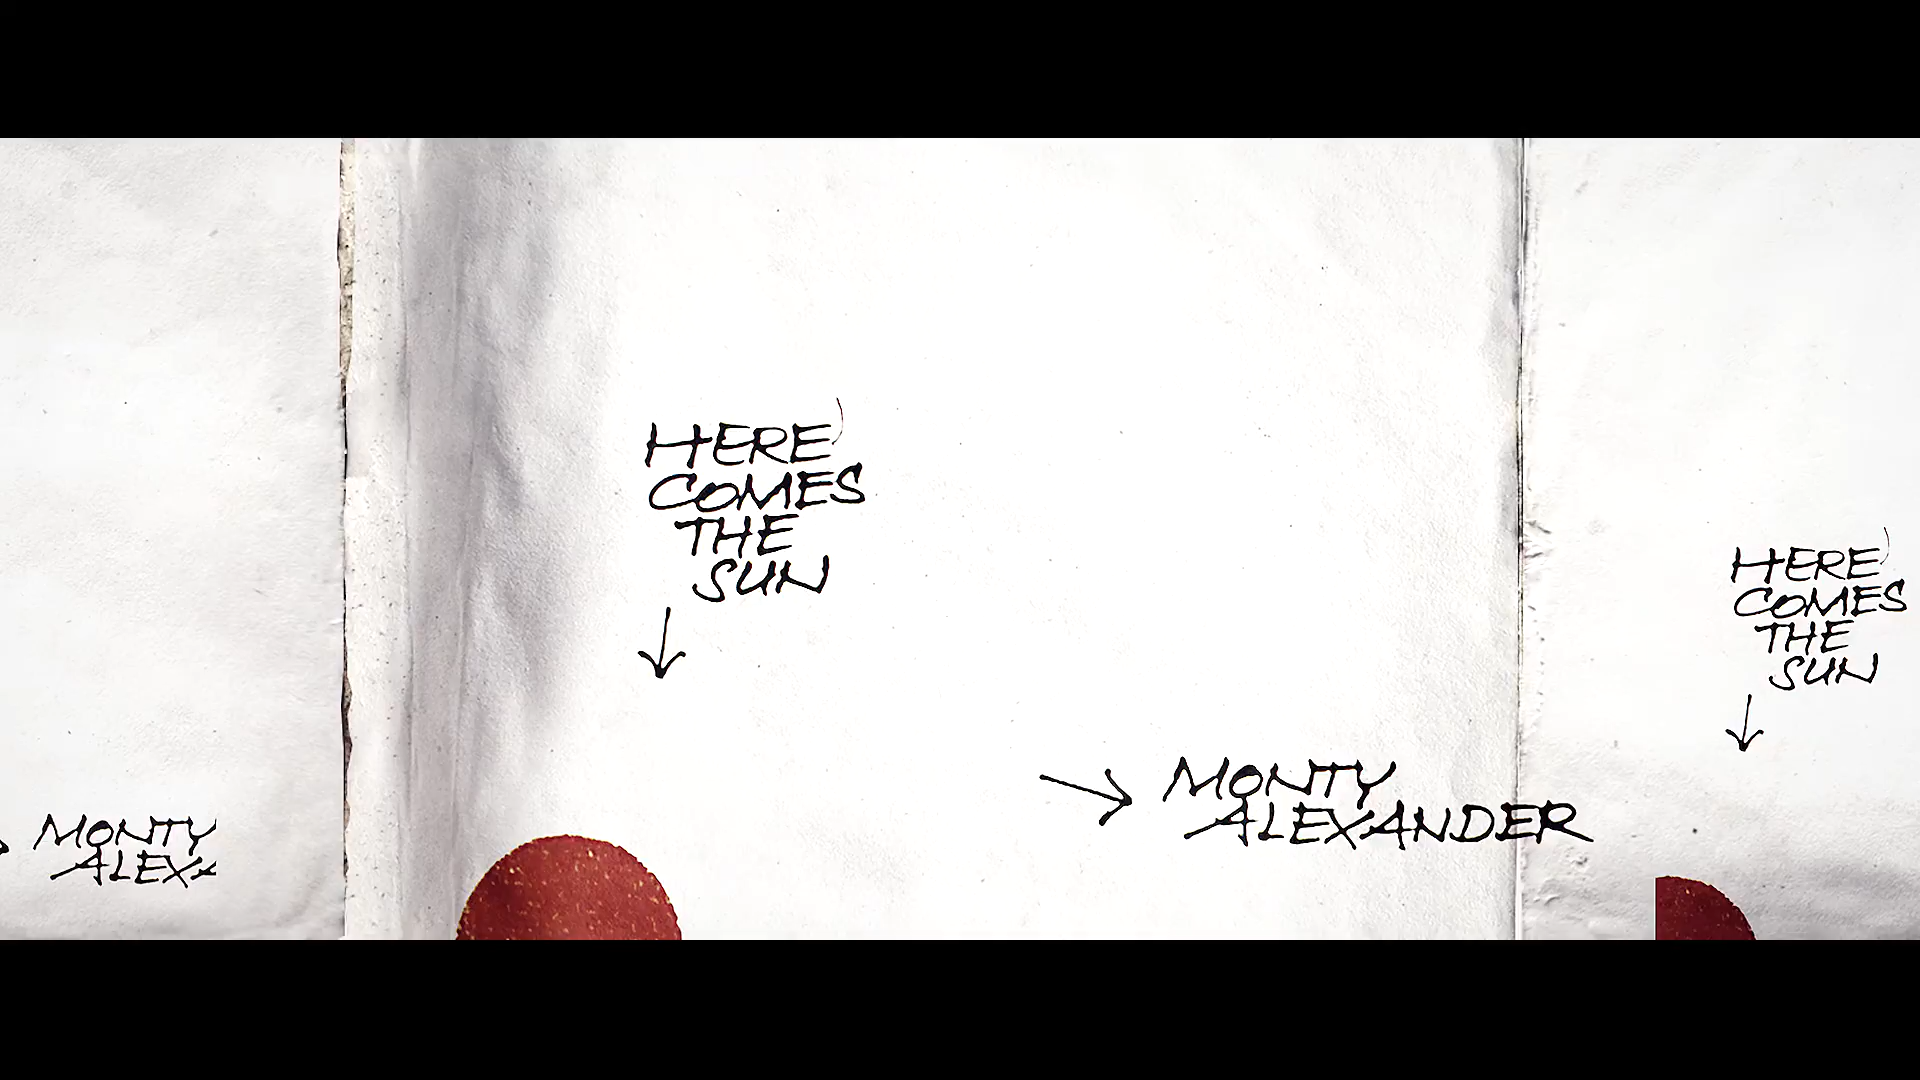 HERE
COMES
THE
SUN
MONTY
ALEXANDER
MONTY
ALEX
HERE
COMES
THE
SUN